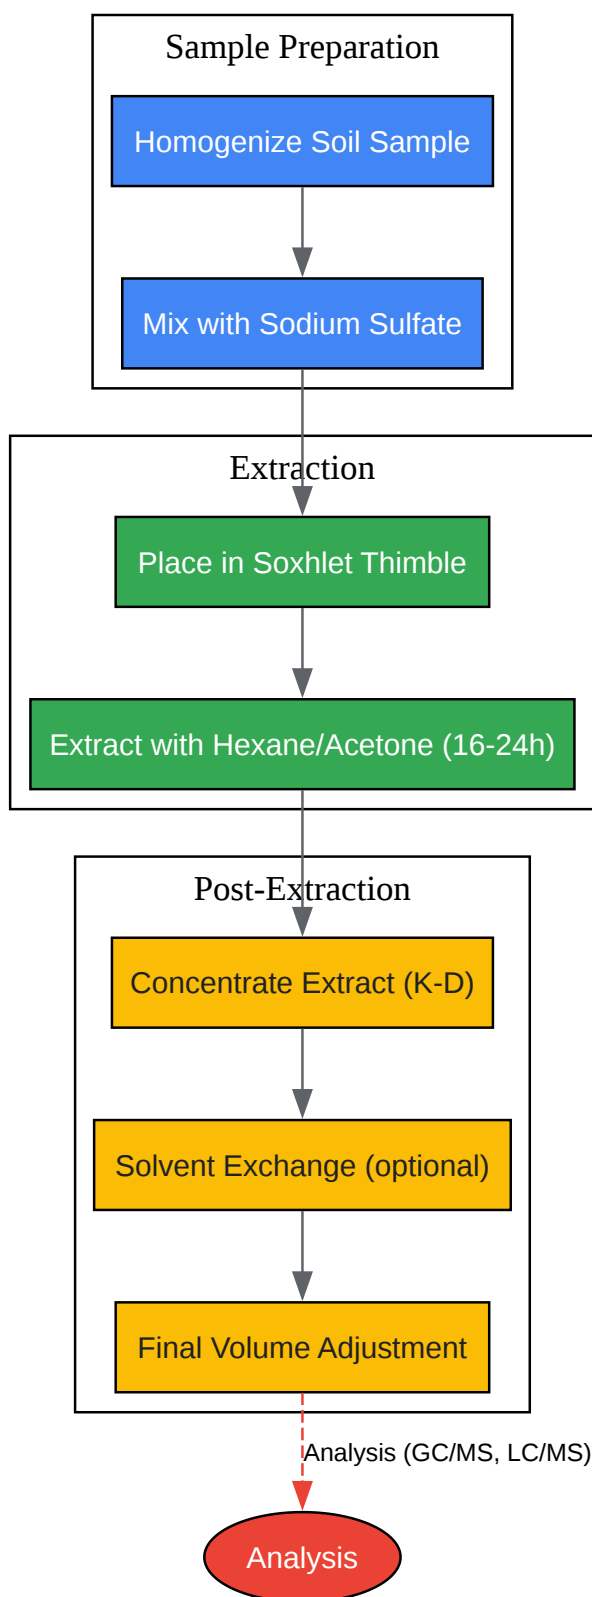 Sample Preparation
Homogenize Soil Sample
Mix with Sodium Sulfate
Extraction
Place in Soxhlet Thimble
Extract with Hexane/Acetone (16-24h)
Post-Extraction
Concentrate Extract (K-D)
Solvent Exchange (optional)
Final Volume Adjustment
Analysis (GC/MS, LC/MS)
Analysis